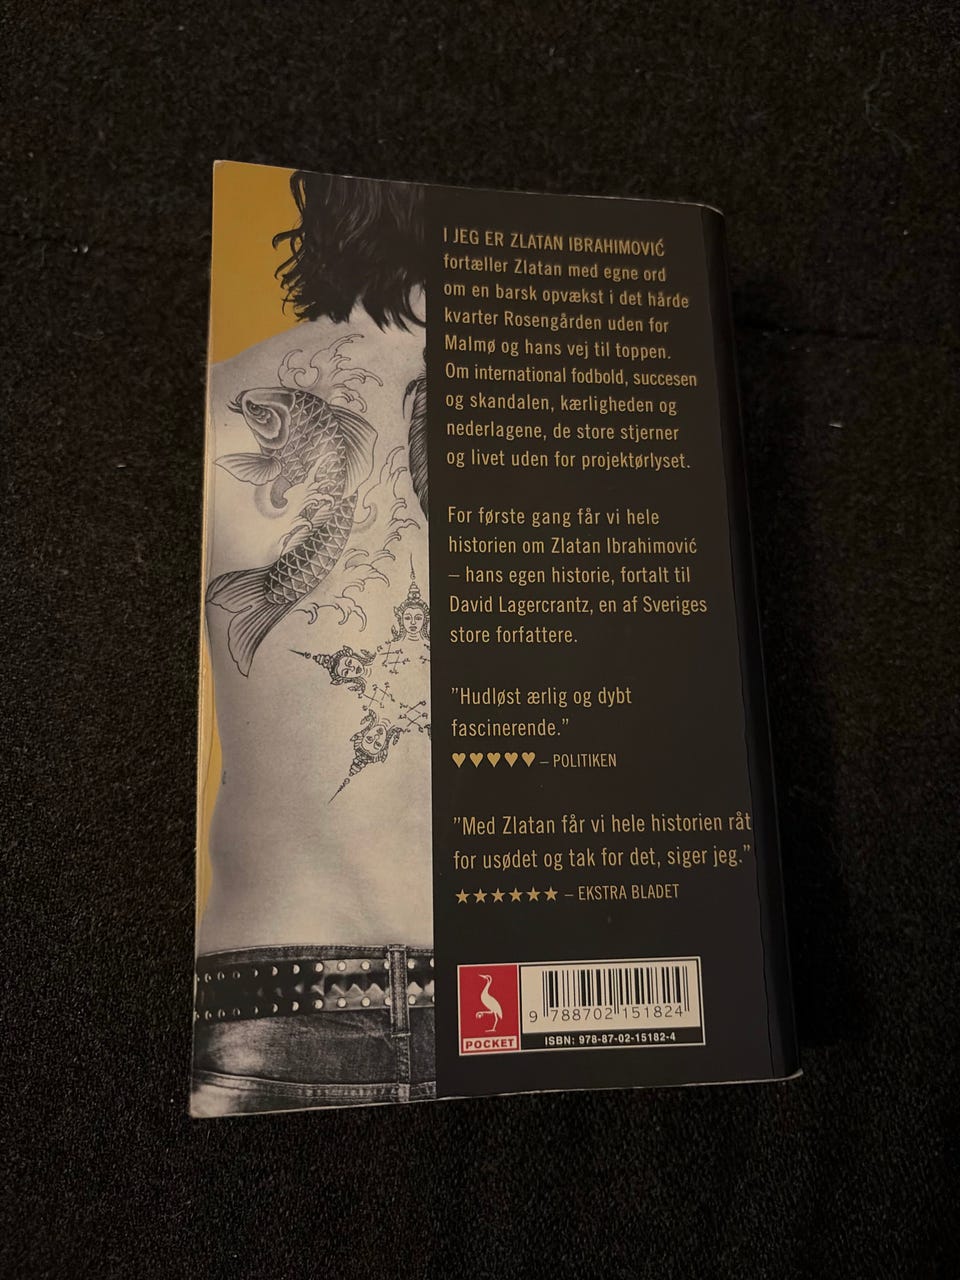 I JEG ER ZLATAN IBRAHIMOVIĆ
fortæller Zlatan med egne ord
om en barsk opvækst i det hårde
kvarter Rosengården uden for
Malmø og hans vej til toppen.
Om international fodbold, succesen
og skandalen, kærligheden og
nederlagene, de store stjerner
og livet uden for projektørlyset.
For første gang får vi hele
historien om Zlatan Ibrahimović
– hans egen historie, fortalt til
David Lagercrantz, en af Sveriges
store forfattere.
"Hudløst ærlig og dybt
fascinerende."
♥♥♥♥♥ – POLITIKEN
"Med Zlatan får vi hele historien råt
for usødet og tak for det, siger jeg."
★★★★★★ – EKSTRA BLADET
POCKET
9 788702 151824
ISBN: 978-87-02-15182-4